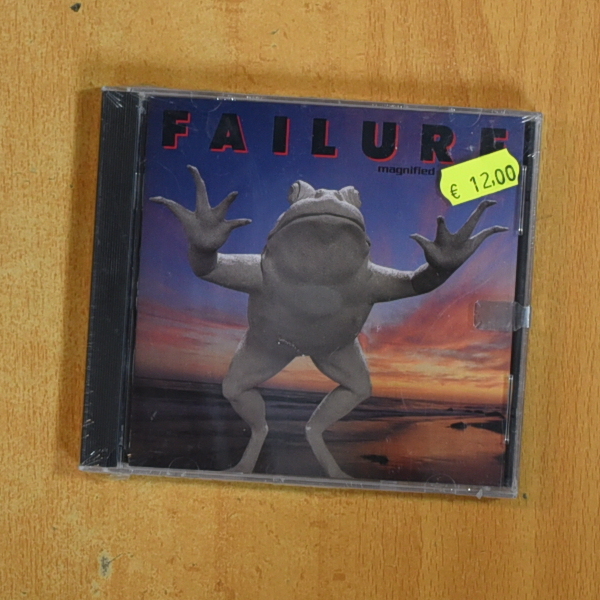 FAILURE
magnified
€ 12,00